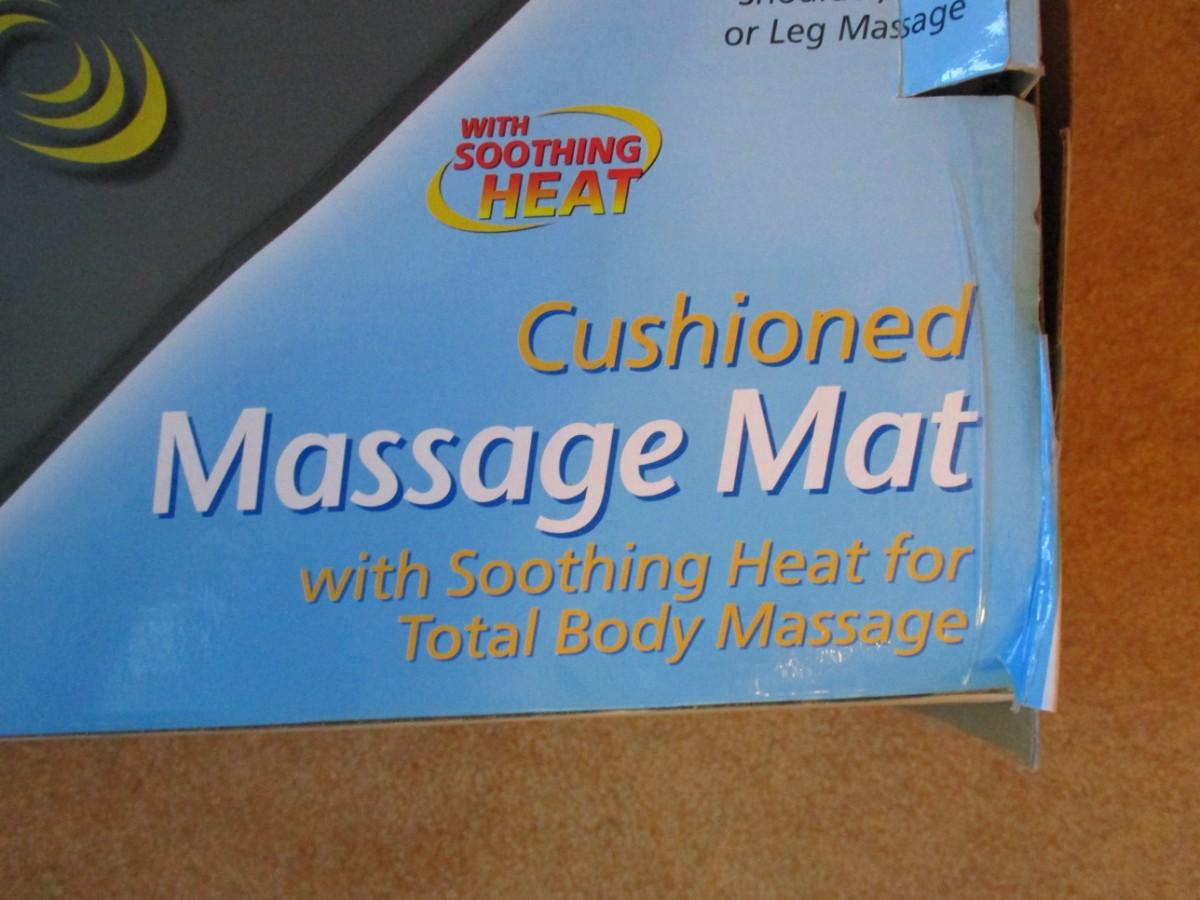 or Leg Massage
WITH
SOOTHING
HEAT
Cushioned
Massage Mat
with Soothing Heat for
Total Body Massage